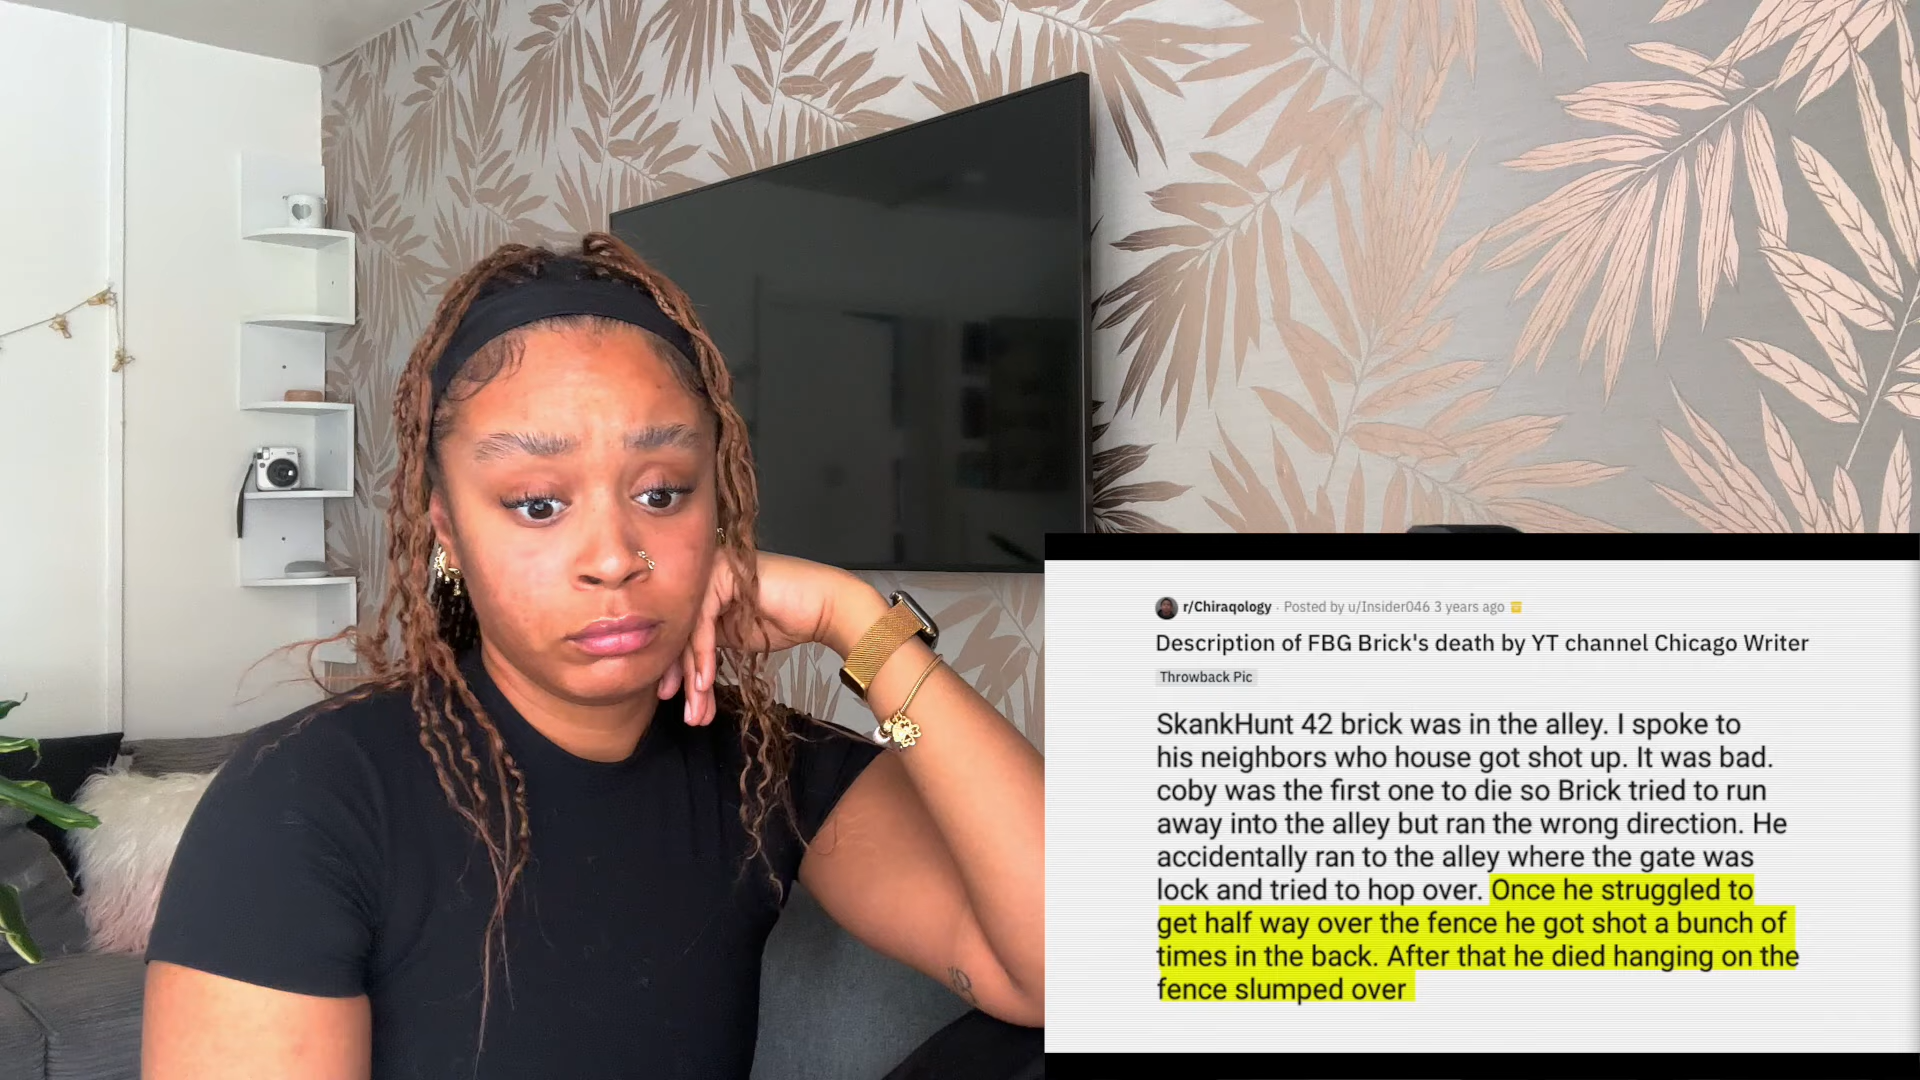 r/Chiraqology · Posted by u/Insider046 3 years ago
Description of FBG Brick's death by YT channel Chicago Writer
Throwback Pic
SkankHunt 42 brick was in the alley. I spoke to
his neighbors who house got shot up. It was bad.
coby was the first one to die so Brick tried to run
away into the alley but ran the wrong direction. He
accidentally ran to the alley where the gate was
lock and tried to hop over. Once he struggled to
get half way over the fence he got shot a bunch of
times in the back. After that he died hanging on the
fence slumped over